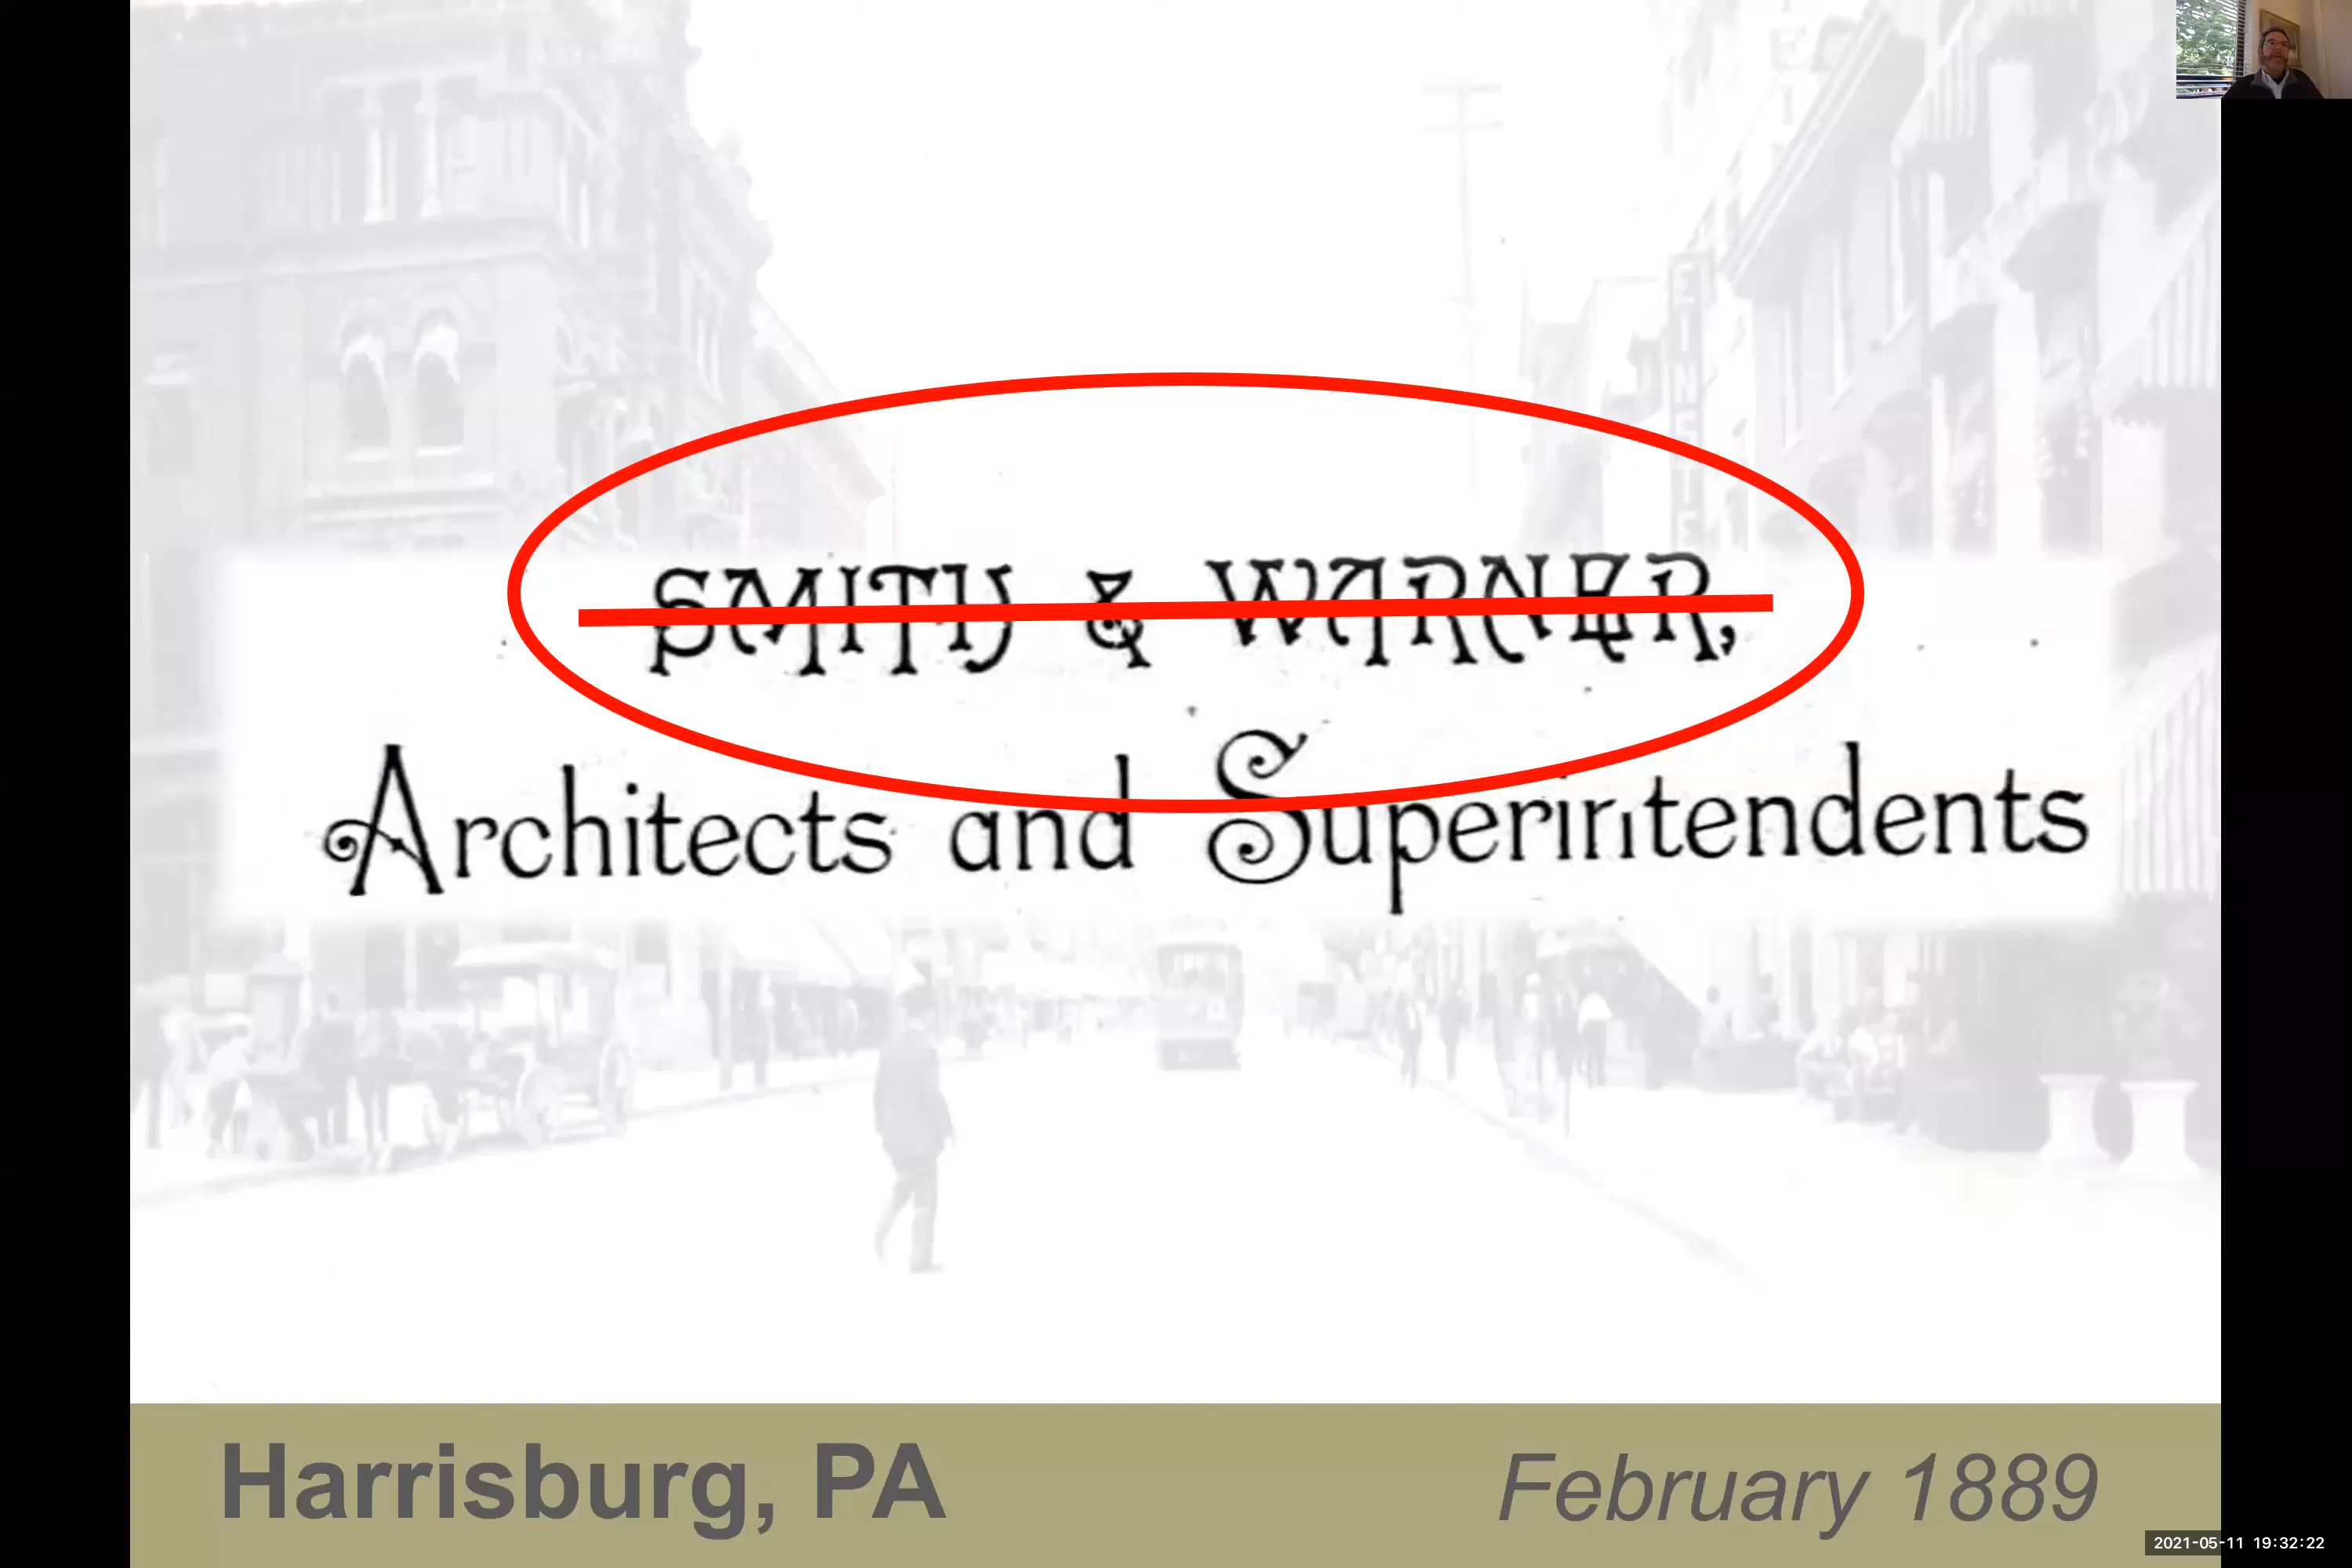 SMITH & WARNER,
Architects and Superintendents
Harrisburg, PA
February 1889
2021-05-11 19:32:22